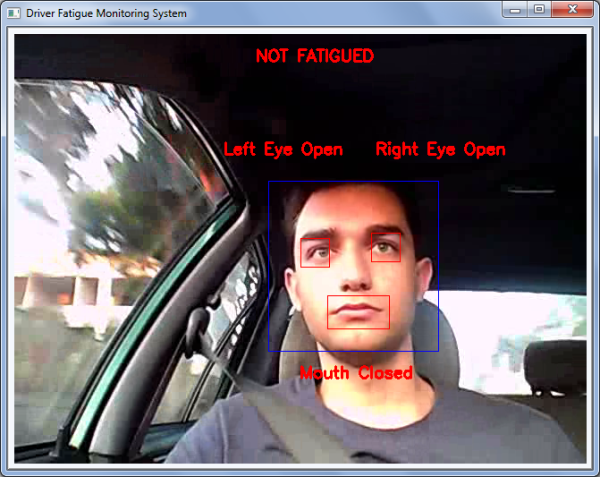 Driver Fatigue Monitoring System
NOT FATIGUED
Left Eye Open Right Eye Open
Mouth Closed